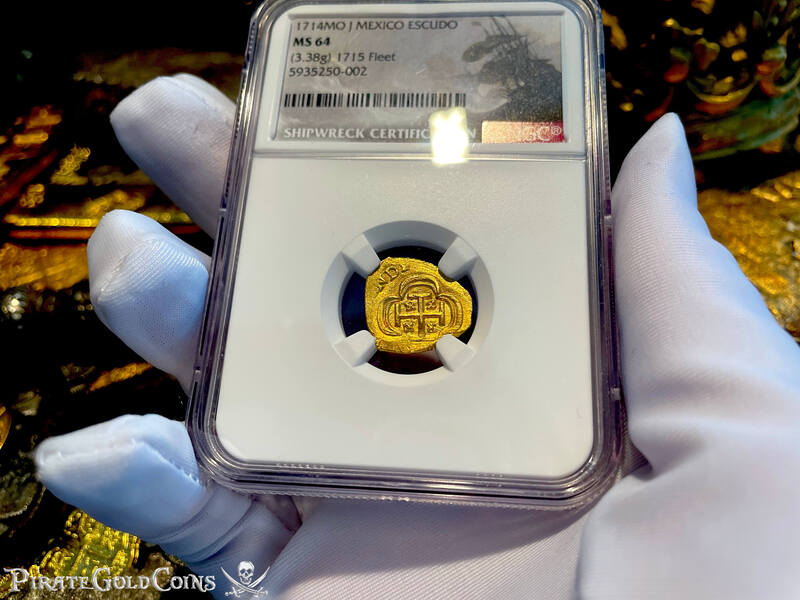 1714MO J MEXICO ESCUDO
MS 64
(3.38g) 1715 Fleet
5935250-002
SHIPWRECK CERTIFICATION
PIRATEGOLDCOINS